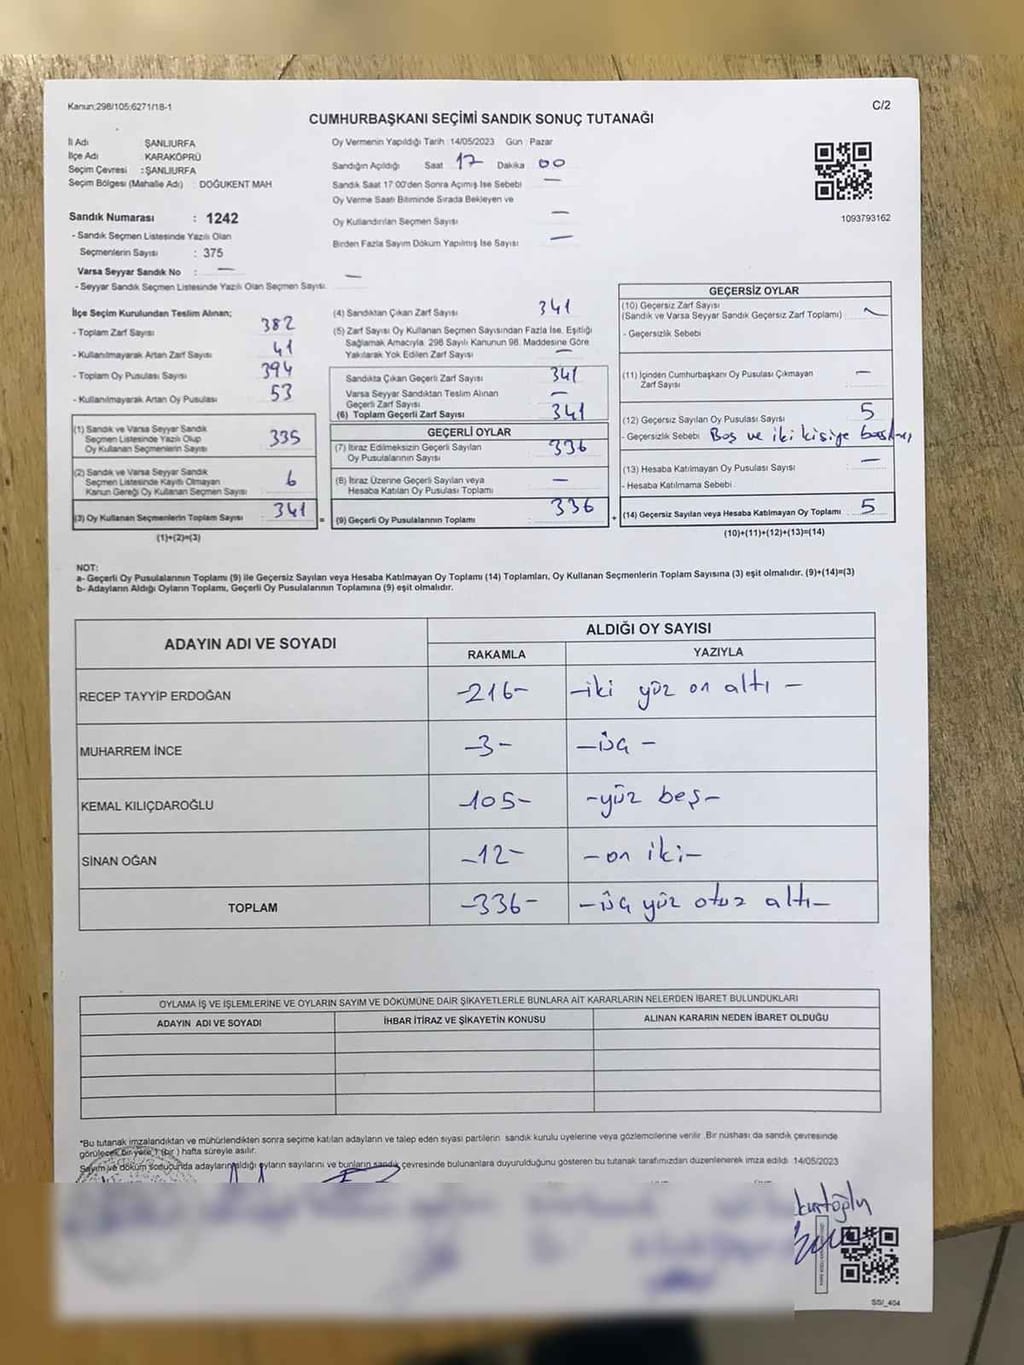 Kanun:298/105;6271/18-1
C/2
CUMHURBAŞKANI SEÇİMİ SANDIK SONUÇ TUTANAĞI
İl Adı ŞANLIURFA
İlçe Adı : KARAKÖPRÜ
Seçim Çevresi : ŞANLIURFA
Seçim Bölgesi (Mahalle Adı) : DOĞUKENT MAH
Sandık Numarası : 1242
- Sandık Seçmen Listesinde Yazılı Olan
Seçmenlerin Sayısı : 375
Varsa Seyyar Sandık No : —
- Seyyar Sandık Seçmen Listesinde Yazılı Olan Seçmen Sayısı. —
Oy Vermenin Yapıldığı Tarih : 14/05/2023 Gün : Pazar
Sandığın Açıldığı Saat 17 Dakika 00
Sandık Saat 17:00'den Sonra Açımış İse Sebebi —
Oy Verme Saati Bitiminde Sırada Bekleyen ve
Oy Kullandırılan Seçmen Sayısı —
Birden Fazla Sayım Döküm Yapılmış İse Sayısı —
1093793162
İlçe Seçim Kurulundan Teslim Alınan;
- Toplam Zarf Sayısı 382
- Kullanılmayarak Artan Zarf Sayısı 41
- Toplam Oy Pusulası Sayısı 394
- Kullanılmayarak Artan Oy Pusulası 53
(1) Sandık ve Varsa Seyyar Sandık
Seçmen Listesinde Yazılı Olup
Oy Kullanan Seçmenlerin Sayısı 335
(2) Sandık ve Varsa Seyyar Sandık
Seçmen Listesinde Kayıtlı Olmayan
Kanun Gereği Oy Kullanan Seçmen Sayısı 6
(3) Oy Kullanan Seçmenlerin Toplam Sayısı 341 =
(1)+(2)=(3)
(4) Sandıktan Çıkan Zarf Sayısı 341
(5) Zarf Sayısı Oy Kullanan Seçmen Sayısından Fazla İse, Eşitliği
Sağlamak Amacıyla, 298 Sayılı Kanunun 98. Maddesine Göre
Yakılarak Yok Edilen Zarf Sayısı —
Sandıkta Çıkan Geçerli Zarf Sayısı 341
Varsa Seyyar Sandıktan Teslim Alınan
Geçerli Zarf Sayısı —
(6) Toplam Geçerli Zarf Sayısı 341
GEÇERLİ OYLAR
(7) İtiraz Edilmeksizin Geçerli Sayılan
Oy Pusulalarının Sayısı 336
(8) İtiraz Üzerine Geçerli Sayılan veya
Hesaba Katılan Oy Pusulası Toplamı —
(9) Geçerli Oy Pusulalarının Toplamı 336 +
GEÇERSİZ OYLAR
(10) Geçersiz Zarf Sayısı
(Sandık ve Varsa Seyyar Sandık Geçersiz Zarf Toplamı) —
- Geçersizlik Sebebi
(11) İçinden Cumhurbaşkanı Oy Pusulası Çıkmayan
Zarf Sayısı —
(12) Geçersiz Sayılan Oy Pusulası Sayısı 5
- Geçersizlik Sebebi Boş ve iki kişiye
(13) Hesaba Katılmayan Oy Pusulası Sayısı —
- Hesaba Katılmama Sebebi
(14) Geçersiz Sayılan veya Hesaba Katılmayan Oy Toplamı 5
(10)+(11)+(12)+(13)=(14)
NOT:
a- Geçerli Oy Pusulalarının Toplamı (9) ile Geçersiz Sayılan veya Hesaba Katılmayan Oy Toplamı (14) Toplamları, Oy Kullanan Seçmenlerin Toplam Sayısına (3) eşit olmalıdır. (9)+(14)=(3)
b- Adayların Aldığı Oyların Toplamı, Geçerli Oy Pusulalarının Toplamına (9) eşit olmalıdır.
ADAYIN ADI VE SOYADI
ALDIĞI OY SAYISI
RAKAMLA YAZIYLA
RECEP TAYYİP ERDOĞAN -216- -iki yüz on altı -
MUHARREM İNCE -3- -üç -
KEMAL KILIÇDAROĞLU -105- -yüz beş-
SİNAN OĞAN -12- -on iki-
TOPLAM -336- -üç yüz otuz altı-
OYLAMA İŞ VE İŞLEMLERİNE VE OYLARIN SAYIM VE DÖKÜMÜNE DAİR ŞİKAYETLERLE BUNLARA AİT KARARLARIN NELERDEN İBARET BULUNDUKLARI
ADAYIN ADI VE SOYADI İHBAR İTİRAZ VE ŞİKAYETİN KONUSU ALINAN KARARIN NEDEN İBARET OLDUĞU
*Bu tutanak imzalandıktan ve mühürlendikten sonra seçime katılan adayların ve talep eden siyasi partilerin sandık kurulu üyelerine veya gözlemcilerine verilir. Bir nüshası da sandık çevresinde
görülecek bir yere 1 (bir ) hafta süreyle asılır.
Sayım ve döküm sonucunda adayların aldığı oyların sayılarını ve bunların sandık çevresinde bulunanlara duyurulduğunu gösteren bu tutanak tarafımızdan düzenlenerek imza edildi. 14/05/2023
kurtoğlu
SSI_404